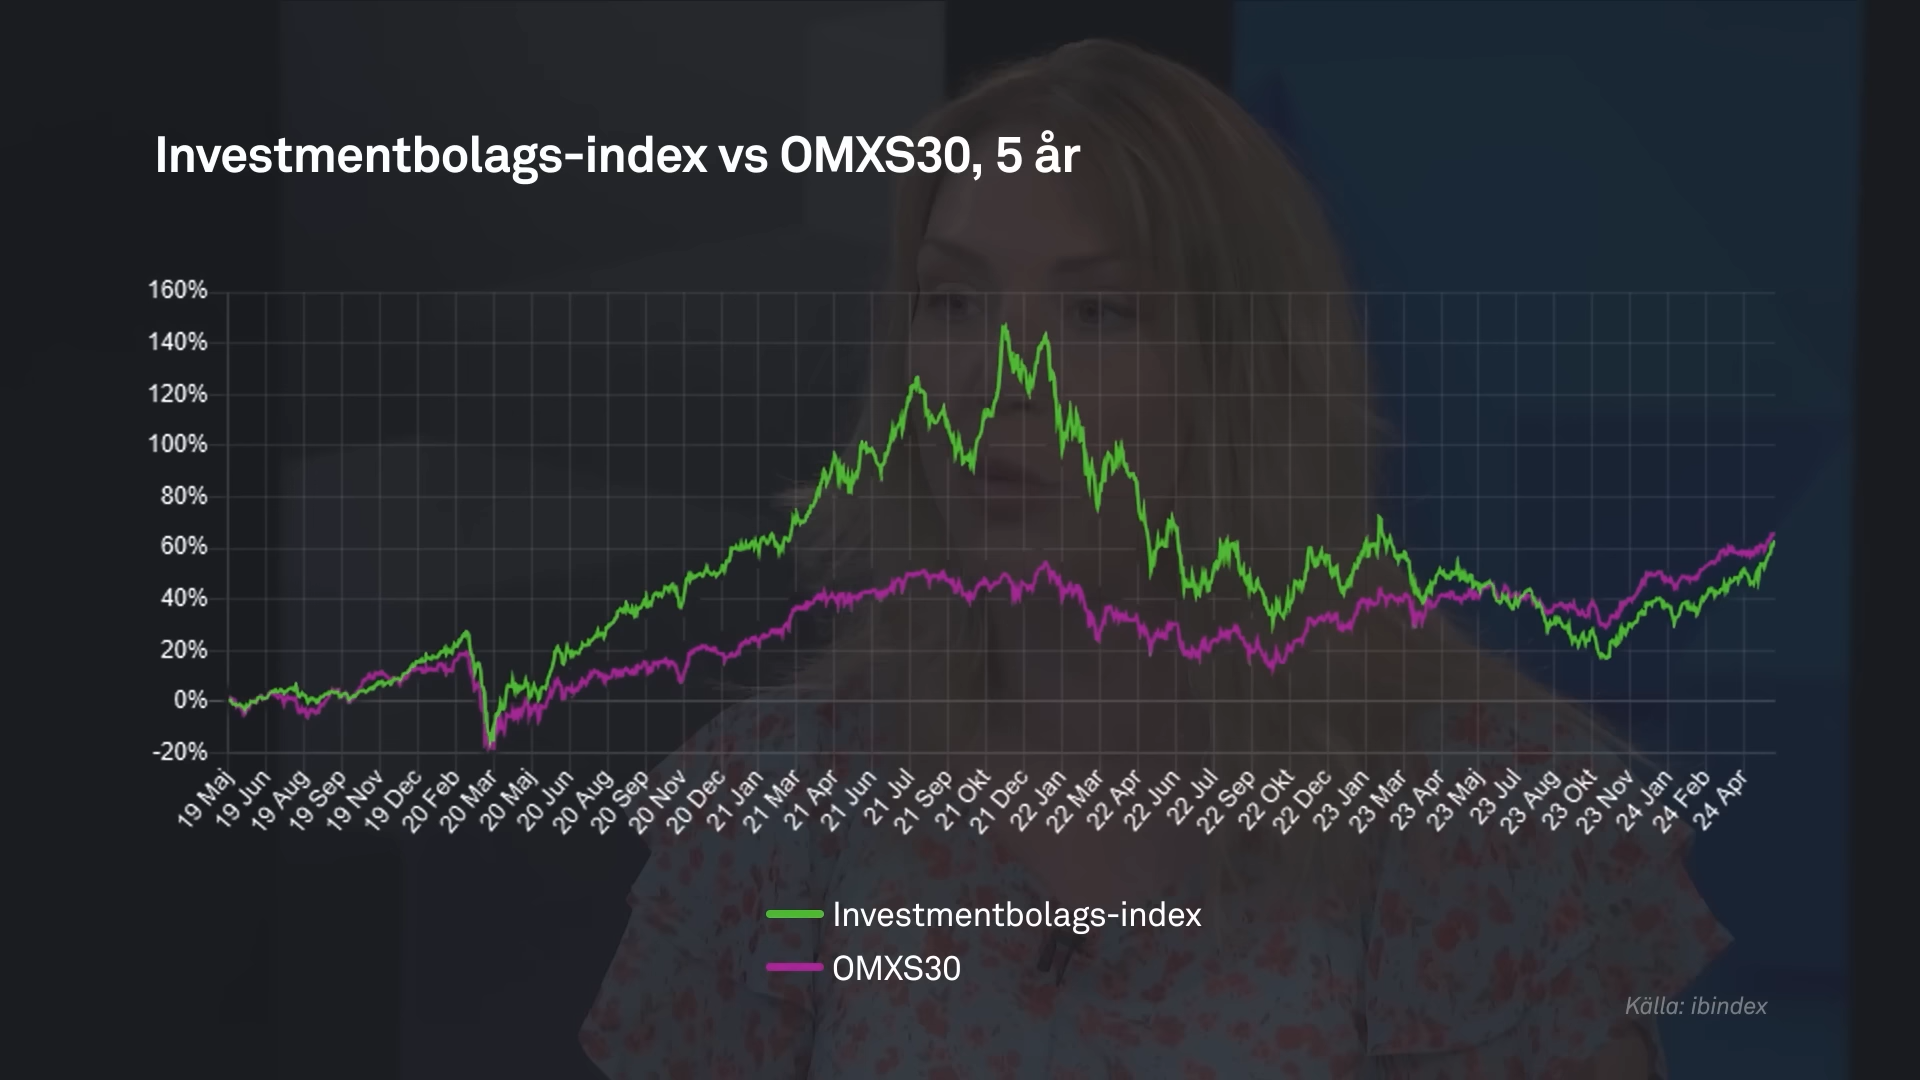 Investmentbolags-index vs OMXS30, 5 år
160%
140%
120%
100%
80%
60%
40%
20%
0%
-20%
19 Maj
19 Jun
19 Aug
19 Sep
19 Nov
19 Dec
20 Feb
20 Mar
20 Maj
20 Jun
20 Aug
20 Sep
20 Nov
20 Dec
21 Jan
21 Mar
21 Apr
21 Jun
21 Jul
21 Sep
21 Okt
21 Dec
22 Jan
22 Mar
22 Apr
22 Jun
22 Jul
22 Sep
22 Okt
22 Dec
23 Jan
23 Mar
23 Apr
23 Maj
23 Jul
23 Aug
23 Okt
23 Nov
24 Jan
24 Feb
24 Apr
Investmentbolags-index
OMXS30
Källa: ibindex